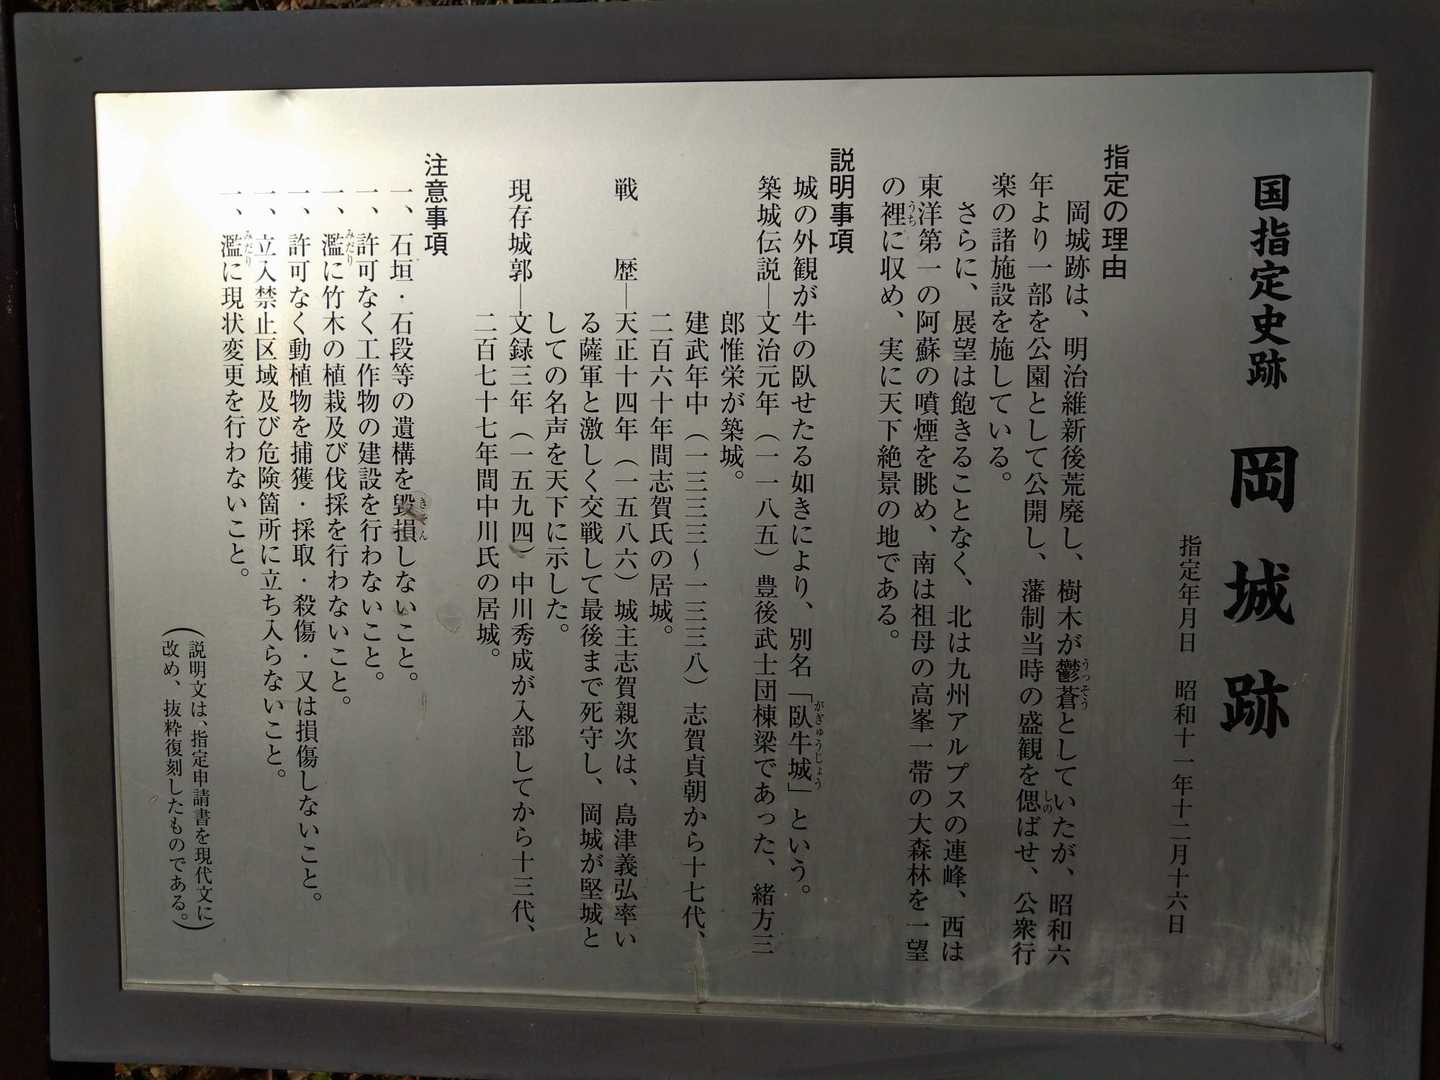 国指定史跡 岡城跡
指定年月日 昭和十一年十二月十六日
指定の理由
岡城跡は、明治維新後荒廃し、樹木が鬱蒼としていたが、昭和六
うっそう
年より一部を公園として公開し、藩制当時の盛観を偲ばせ、公衆行
しの
楽の諸施設を施している。
さらに、展望は飽きることなく、北は九州アルプスの連峰、西は
東洋第一の阿蘇の噴煙を眺め、南は祖母の高峯一帯の大森林を一望
の裡に収め、実に天下絶景の地である。
うち
説明事項
城の外観が牛の臥せたる如きにより、別名「臥牛城」という。
がぎゅうじょう
築城伝説―文治元年(一一八五)豊後武士団棟梁であった、緒方三
郎惟栄が築城。
建武年中(一三三三～一三三八)志賀貞朝から十七代、
二百六十年間志賀氏の居城。
戦 歴―天正十四年(一五八六)城主志賀親次は、島津義弘率い
る薩軍と激しく交戦して最後まで死守し、岡城が堅城と
しての名声を天下に示した。
現存城郭―文録三年(一五九四)中川秀成が入部してから十三代、
二百七十七年間中川氏の居城。
注意事項
一、石垣・石段等の遺構を毀損しないこと。
きそん
一、許可なく工作物の建設を行わないこと。
一、濫に竹木の植栽及び伐採を行わないこと。
みだり
一、許可なく動植物を捕獲・採取・殺傷・又は損傷しないこと。
一、立入禁止区域及び危険箇所に立ち入らないこと。
一、濫に現状変更を行わないこと。
みだり
(説明文は、指定申請書を現代文に
改め、抜粋復刻したものである。)